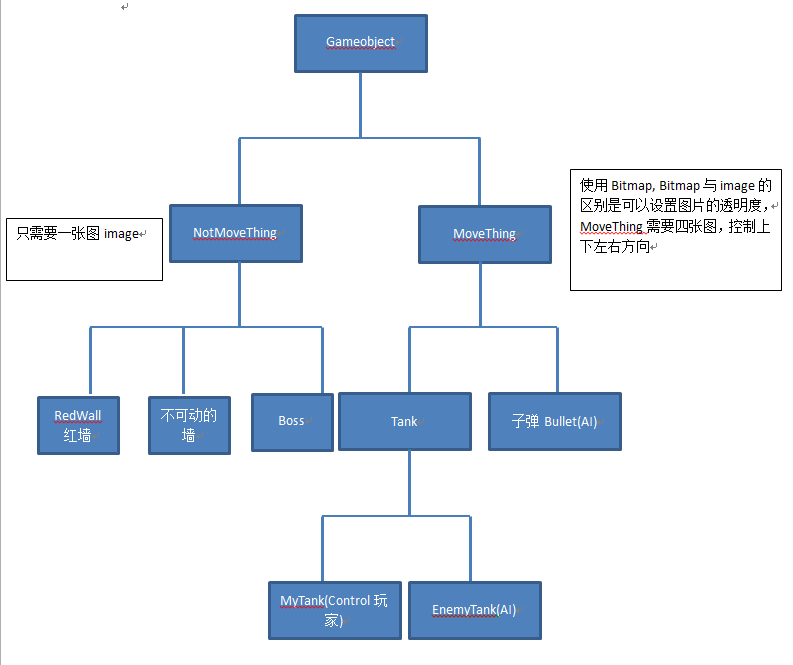 Gameobject
只需要一张图 image
NotMoveThing
MoveThing
使用 Bitmap, Bitmap 与 image 的
区别是可以设置图片的透明度，
MoveThing 需要四张图，控制上
下左右方向
RedWall
红墙
不可动的
墙
Boss
Tank
子弹 Bullet(AI)
MyTank(Control 玩
家)
EnemyTank(AI)